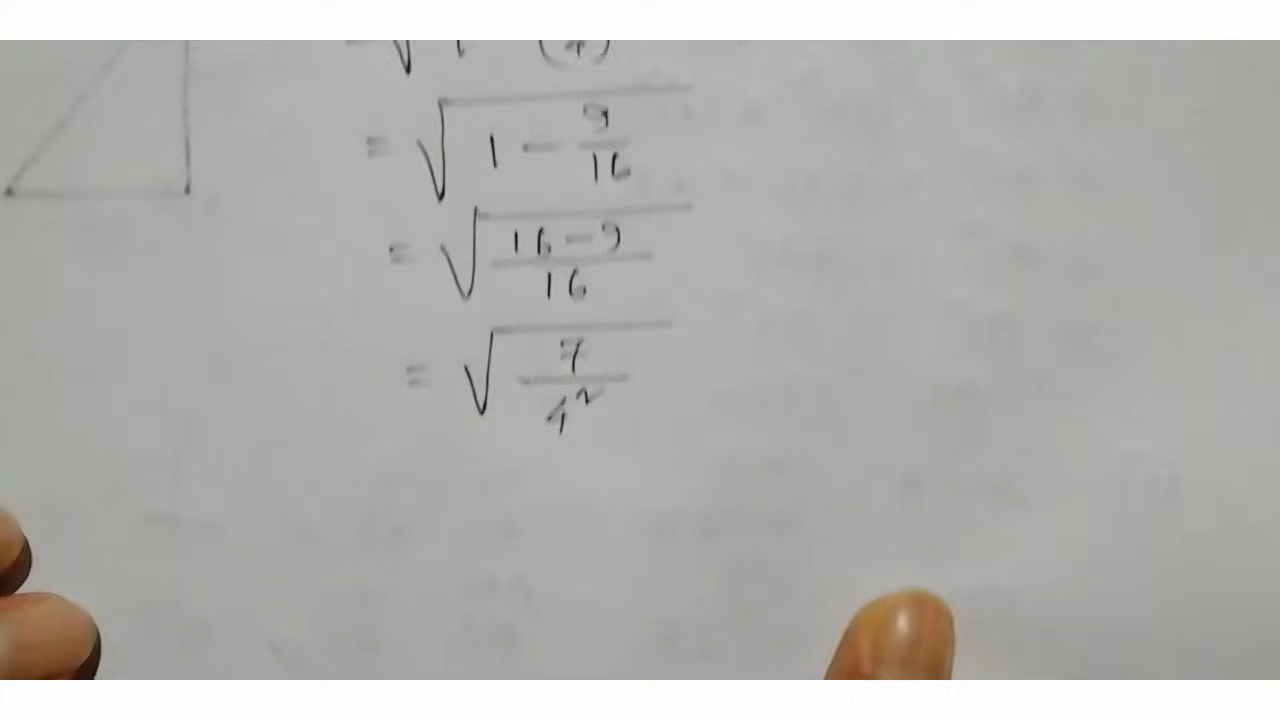 = √(1 - 9/16)
= √((16-9)/16)
= √(7/4²)